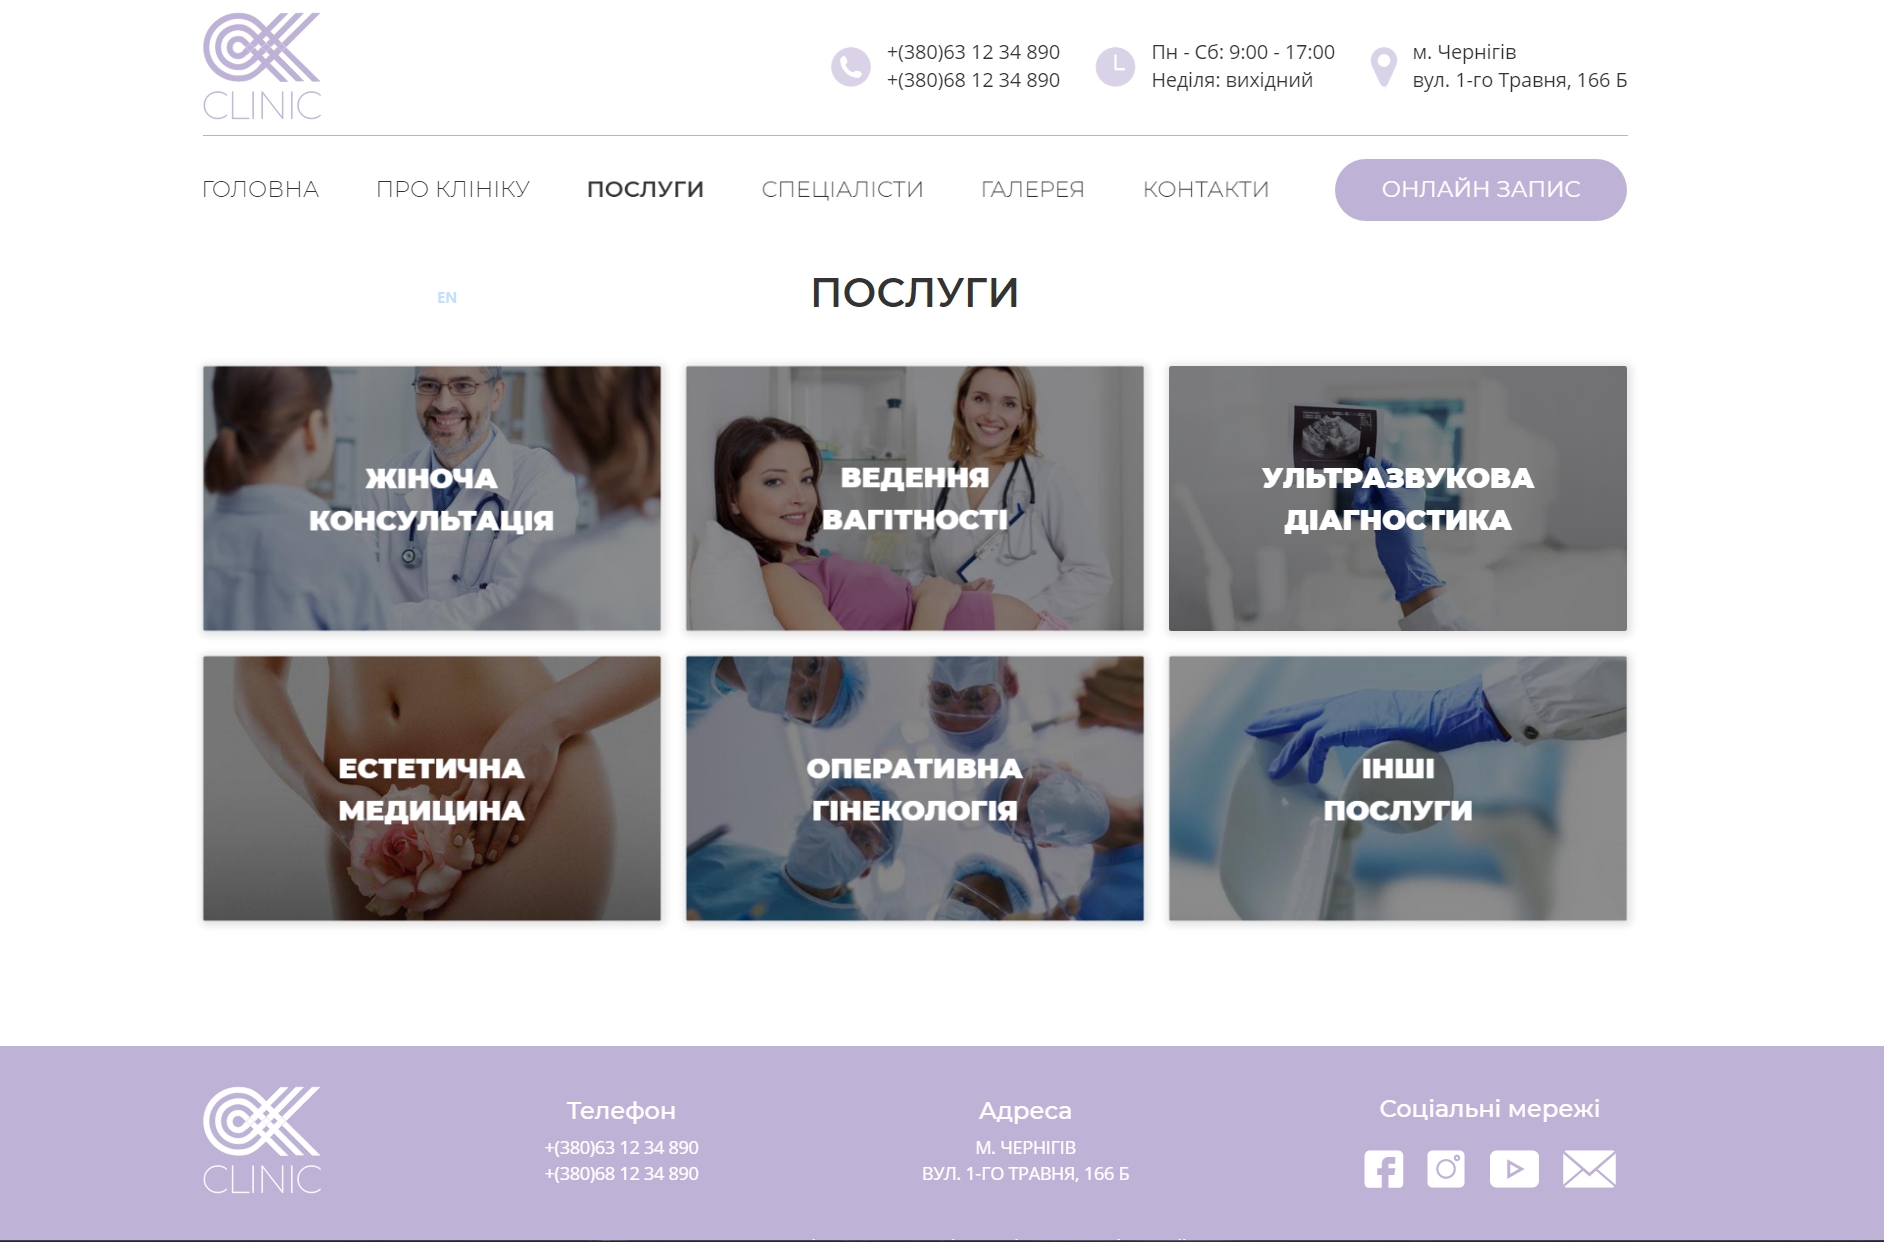 CLINIC
+(380)63 12 34 890
+(380)68 12 34 890
Пн - Сб: 9:00 - 17:00
Неділя: вихідний
м. Чернігів
вул. 1-го Травня, 166 Б
ГОЛОВНА
ПРО КЛІНІКУ
ПОСЛУГИ
СПЕЦІАЛІСТИ
ГАЛЕРЕЯ
КОНТАКТИ
ОНЛАЙН ЗАПИС
EN
ПОСЛУГИ
ЖІНОЧА
КОНСУЛЬТАЦІЯ
ВЕДЕННЯ
ВАГІТНОСТІ
УЛЬТРАЗВУКОВА
ДІАГНОСТИКА
ЕСТЕТИЧНА
МЕДИЦИНА
ОПЕРАТИВНА
ГІНЕКОЛОГІЯ
ІНШІ
ПОСЛУГИ
CLINIC
Телефон
+(380)63 12 34 890
+(380)68 12 34 890
Адреса
М. ЧЕРНІГІВ
ВУЛ. 1-ГО ТРАВНЯ, 166 Б
Соціальні мережі